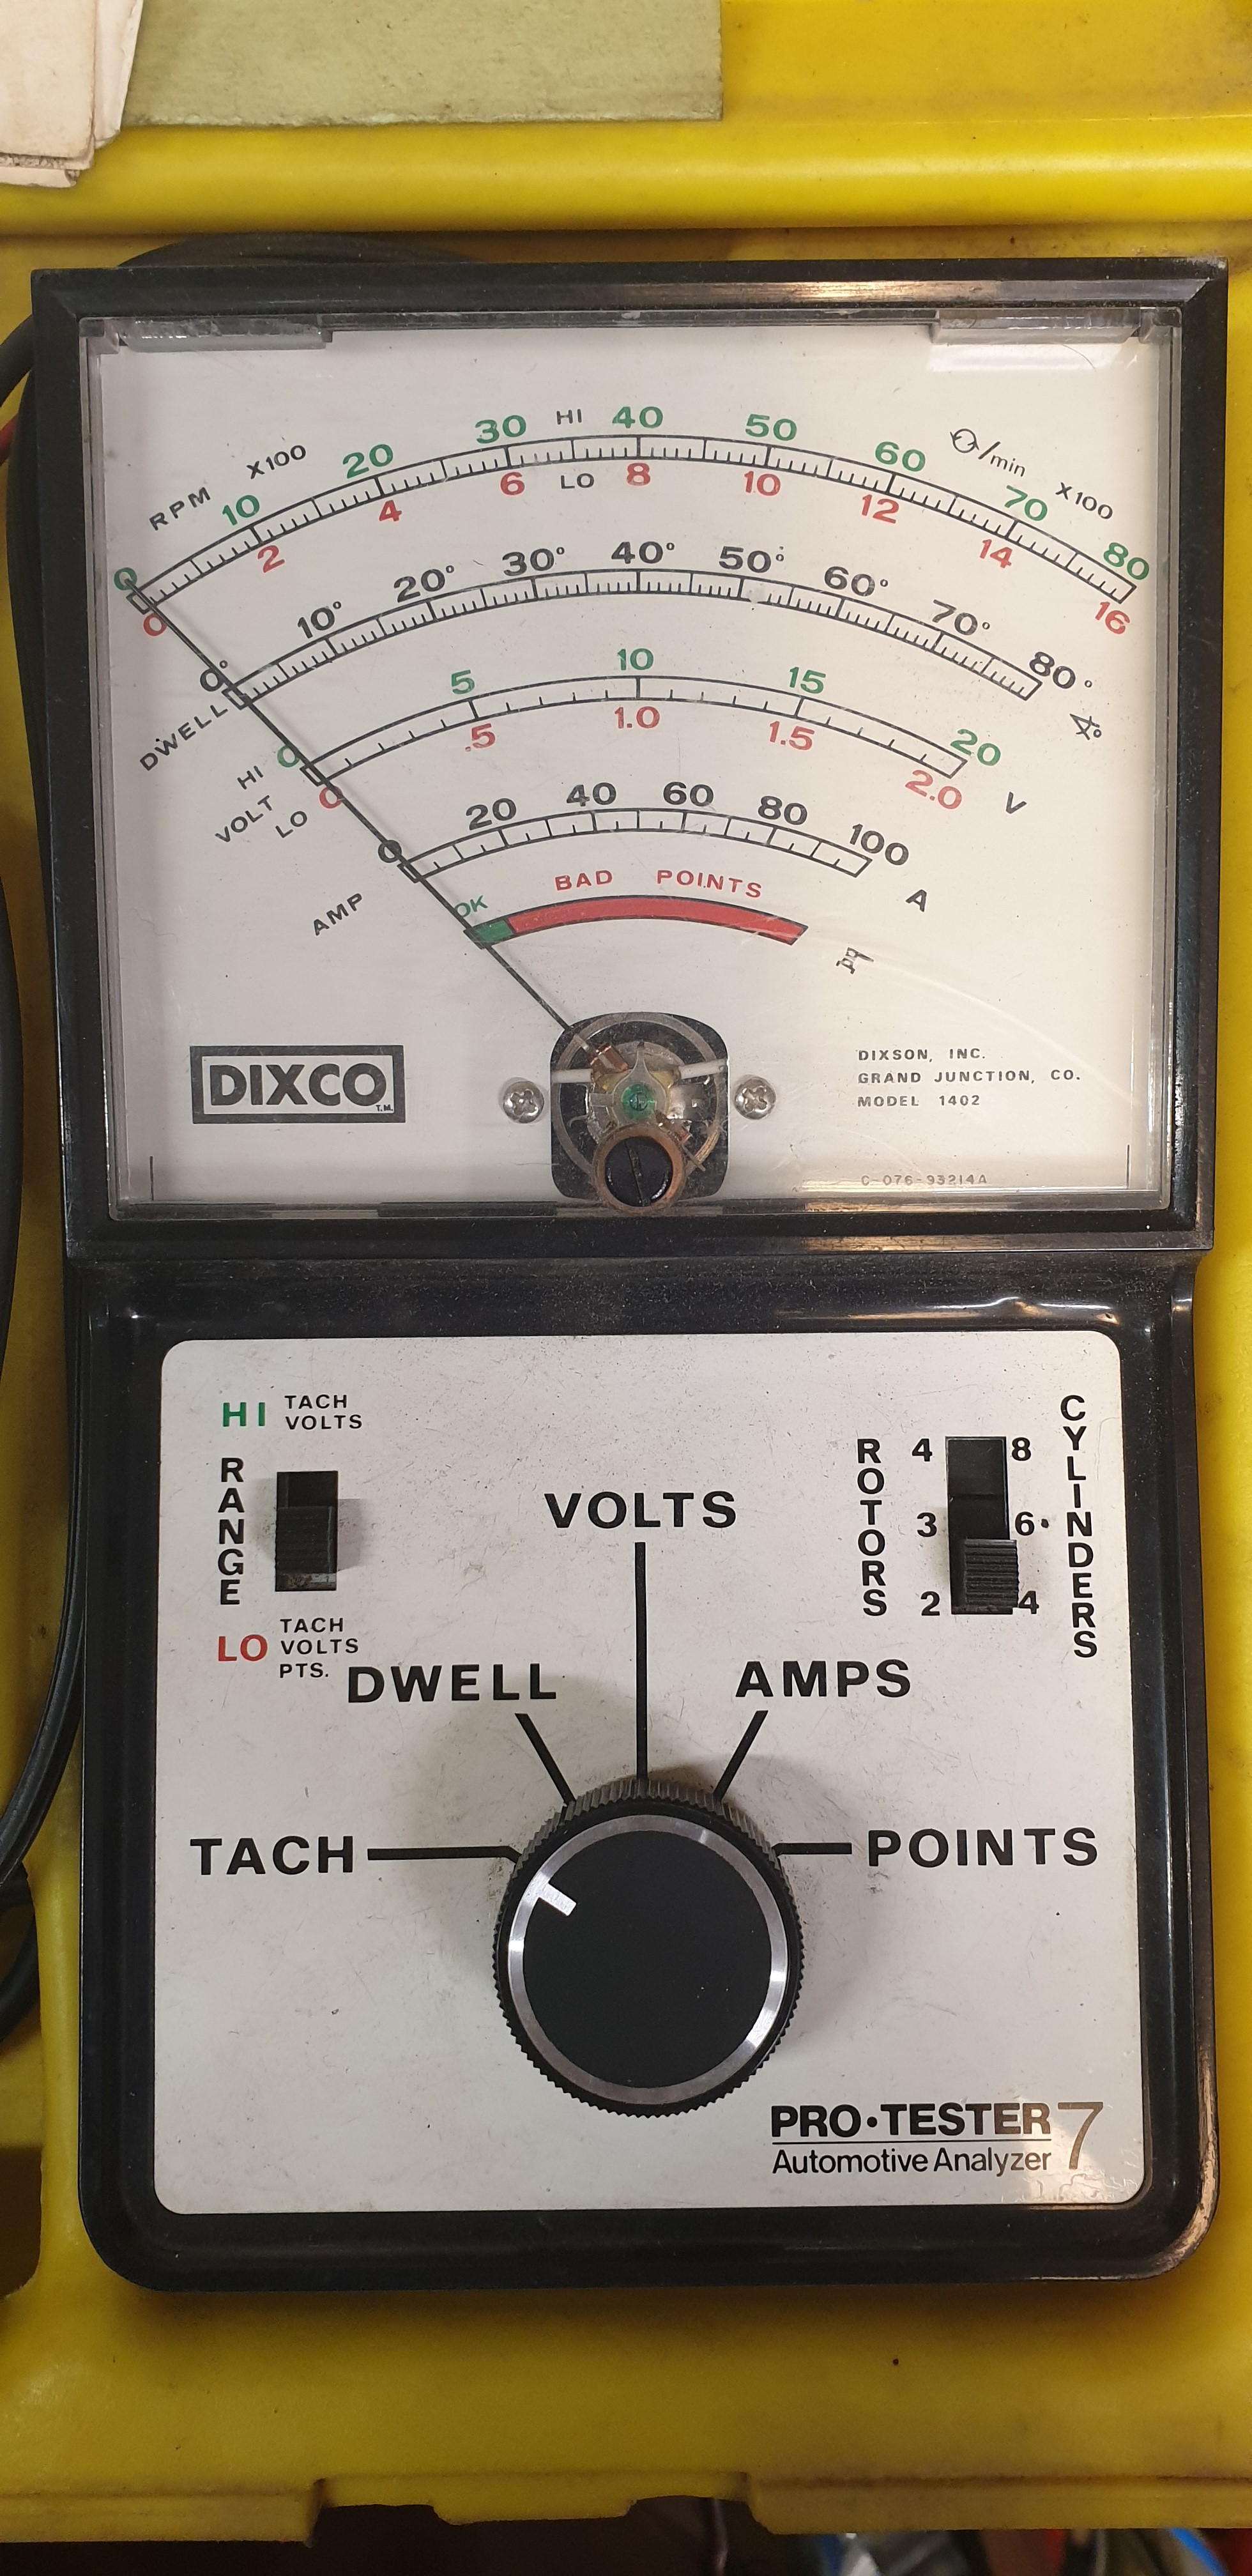 HI
30 40 50
20 60
RPM X100 /min X100
10 70
0 80
0 2 4 6 LO 8 10 12 14 16
0° 10° 20° 30° 40° 50° 60° 70° 80°
DWELL
0 5 10 15 20
HI
VOLT
LO
0 .5 1.0 1.5 2.0
V
0 20 40 60 80 100
AMP
A
OK BAD POINTS
DIXCO T.M.
DIXSON, INC.
GRAND JUNCTION, CO.
MODEL 1402
C-076-93214A
HI TACH
VOLTS
RANGE
LO TACH
VOLTS
PTS.
ROTORS
4 8
3 6
2 4
CYLINDERS
VOLTS
DWELL AMPS
TACH POINTS
PRO•TESTER 7
Automotive Analyzer